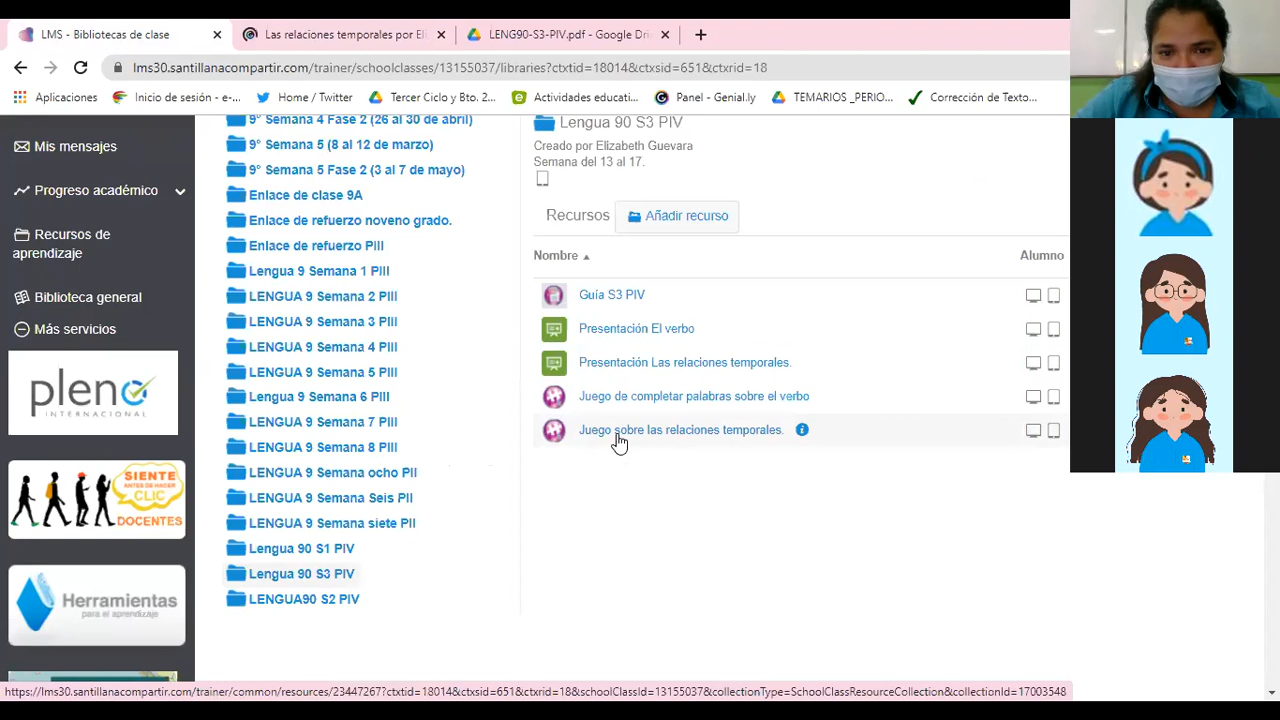 LMS - Bibliotecas de clase
Las relaciones temporales por Eli
LENG90-S3-PIV.pdf - Google Dri
lms30.santillanacompartir.com/trainer/schoolclasses/13155037/libraries?ctxtid=18014&ctxsid=651&ctxrid=18
Aplicaciones
Inicio de sesión - e-...
Home / Twitter
Tercer Ciclo y Bto. 2...
Actividades educati...
Panel - Genial.ly
TEMARIOS _PERIO...
Corrección de Texto...
Mis mensajes
Progreso académico
Recursos de
aprendizaje
Biblioteca general
Más servicios
pleno
INTERNACIONAL
SIENTE
ANTES DE HACER
CLIC
DOCENTES
Herramientas
para el aprendizaje
9° Semana 4 Fase 2 (26 al 30 de abril)
9° Semana 5 (8 al 12 de marzo)
9° Semana 5 Fase 2 (3 al 7 de mayo)
Enlace de clase 9A
Enlace de refuerzo noveno grado.
Enlace de refuerzo PIII
Lengua 9 Semana 1 PIII
LENGUA 9 Semana 2 PIII
LENGUA 9 Semana 3 PIII
LENGUA 9 Semana 4 PIII
LENGUA 9 Semana 5 PIII
Lengua 9 Semana 6 PIII
LENGUA 9 Semana 7 PIII
LENGUA 9 Semana 8 PIII
LENGUA 9 Semana ocho PII
LENGUA 9 Semana Seis PII
LENGUA 9 Semana siete PII
Lengua 90 S1 PIV
Lengua 90 S3 PIV
LENGUA90 S2 PIV
Lengua 90 S3 PIV
Creado por Elizabeth Guevara
Semana del 13 al 17.
Recursos
Añadir recurso
Nombre
Alumno
Guía S3 PIV
Presentación El verbo
Presentación Las relaciones temporales.
Juego de completar palabras sobre el verbo
Juego sobre las relaciones temporales.
https://lms30.santillanacompartir.com/trainer/common/resources/23447267?ctxtid=18014&ctxsid=651&ctxrid=18&schoolClassId=13155037&collectionType=SchoolClassResourceCollection&collectionId=17003548